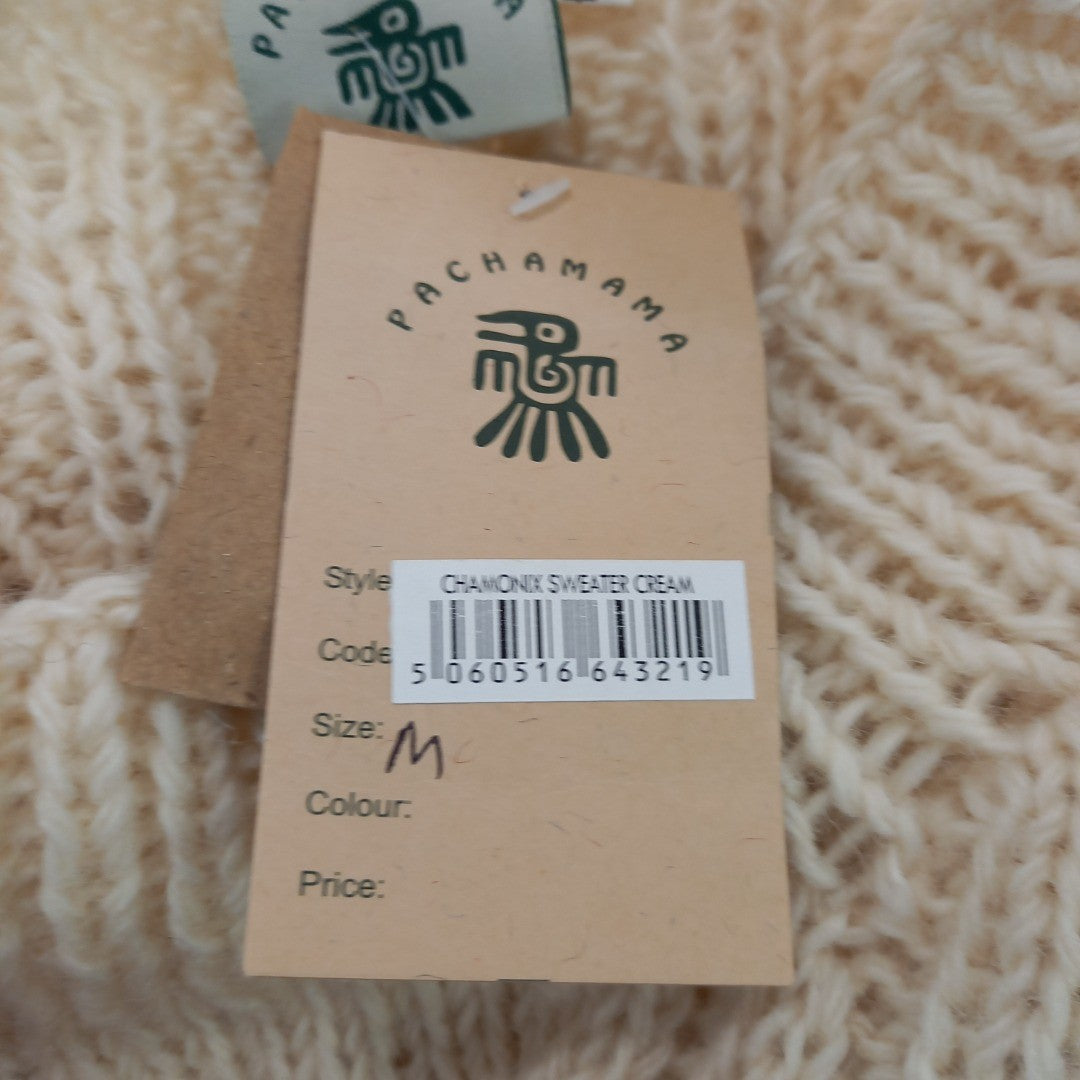 PACHAMAMA
Style
CHAMONIX SWEATER CREAM
Code
5 060516 643219
Size: M
Colour:
Price: